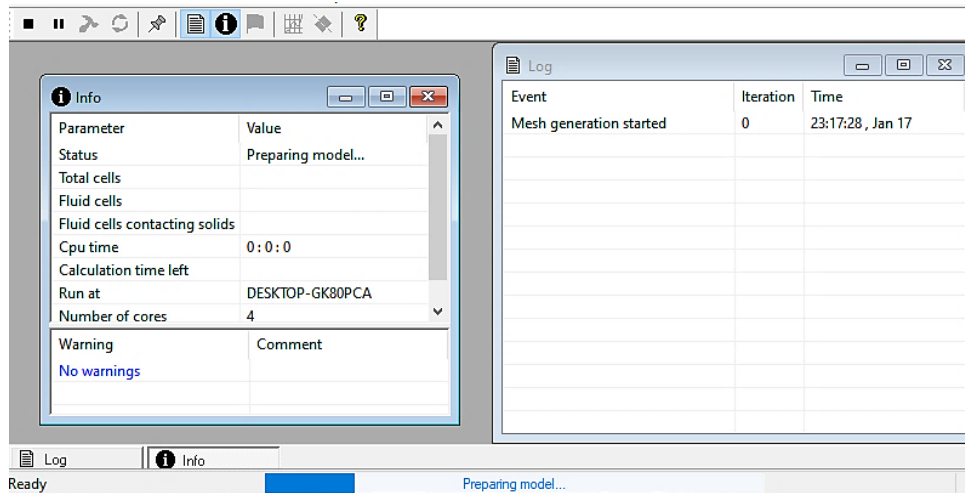 Info
Parameter Value
Status Preparing model...
Total cells
Fluid cells
Fluid cells contacting solids
Cpu time 0:0:0
Calculation time left
Run at DESKTOP-GK80PCA
Number of cores 4
Warning Comment
No warnings
Log
Event Iteration Time
Mesh generation started 0 23:17:28 , Jan 17
Log Info
Ready Preparing model...